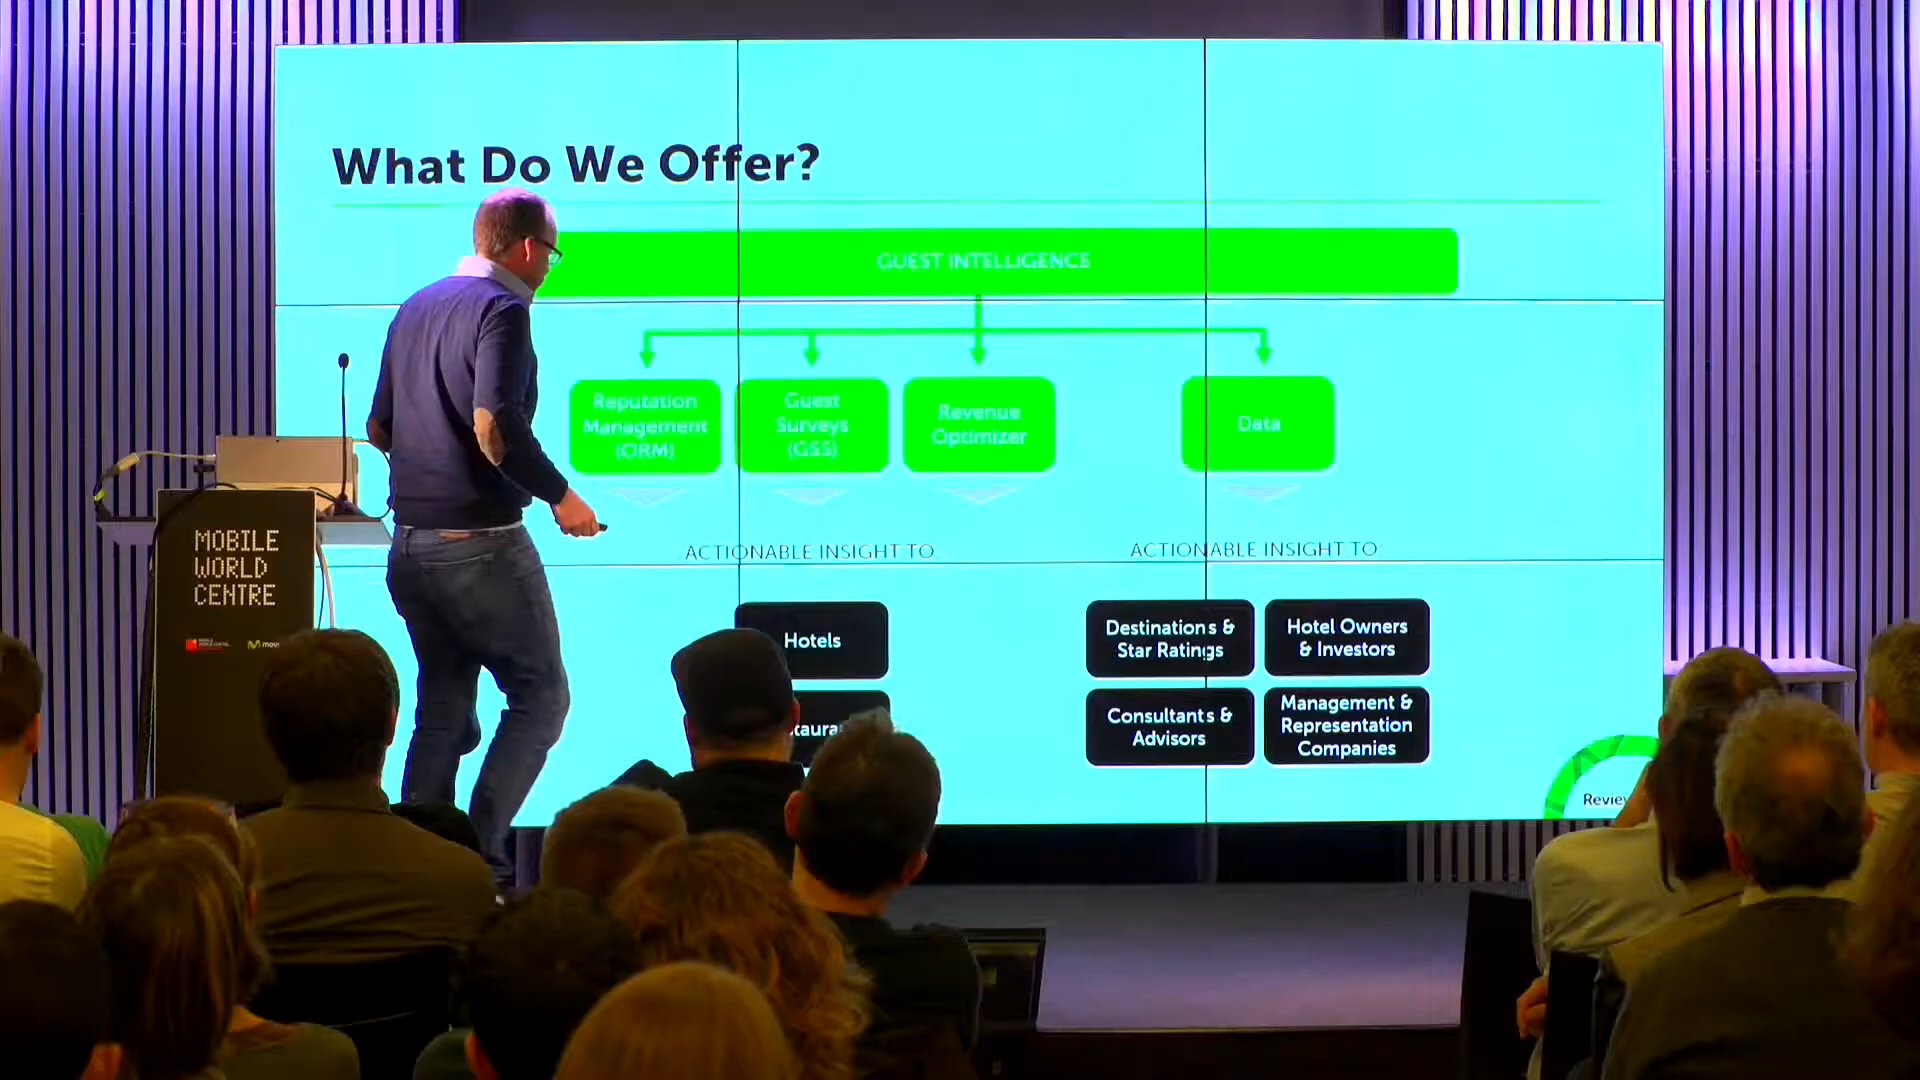 What Do We Offer?
GUEST INTELLIGENCE
Reputation
Management
(ORM)
Guest
Surveys
(GSS)
Revenue
Optimizer
Data
ACTIONABLE INSIGHT TO:
ACTIONABLE INSIGHT TO:
Hotels
Destinations &
Star Ratings
Hotel Owners
& Investors
Consultants &
Advisors
Management &
Representation
Companies
MOBILE
WORLD
CENTRE